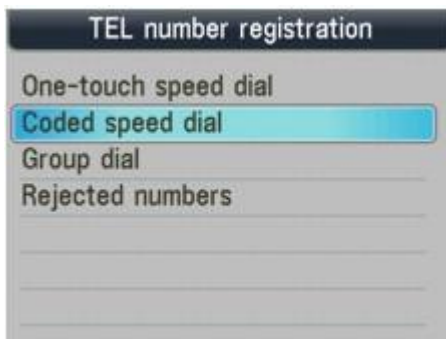 TEL number registration
One-touch speed dial
Coded speed dial
Group dial
Rejected numbers